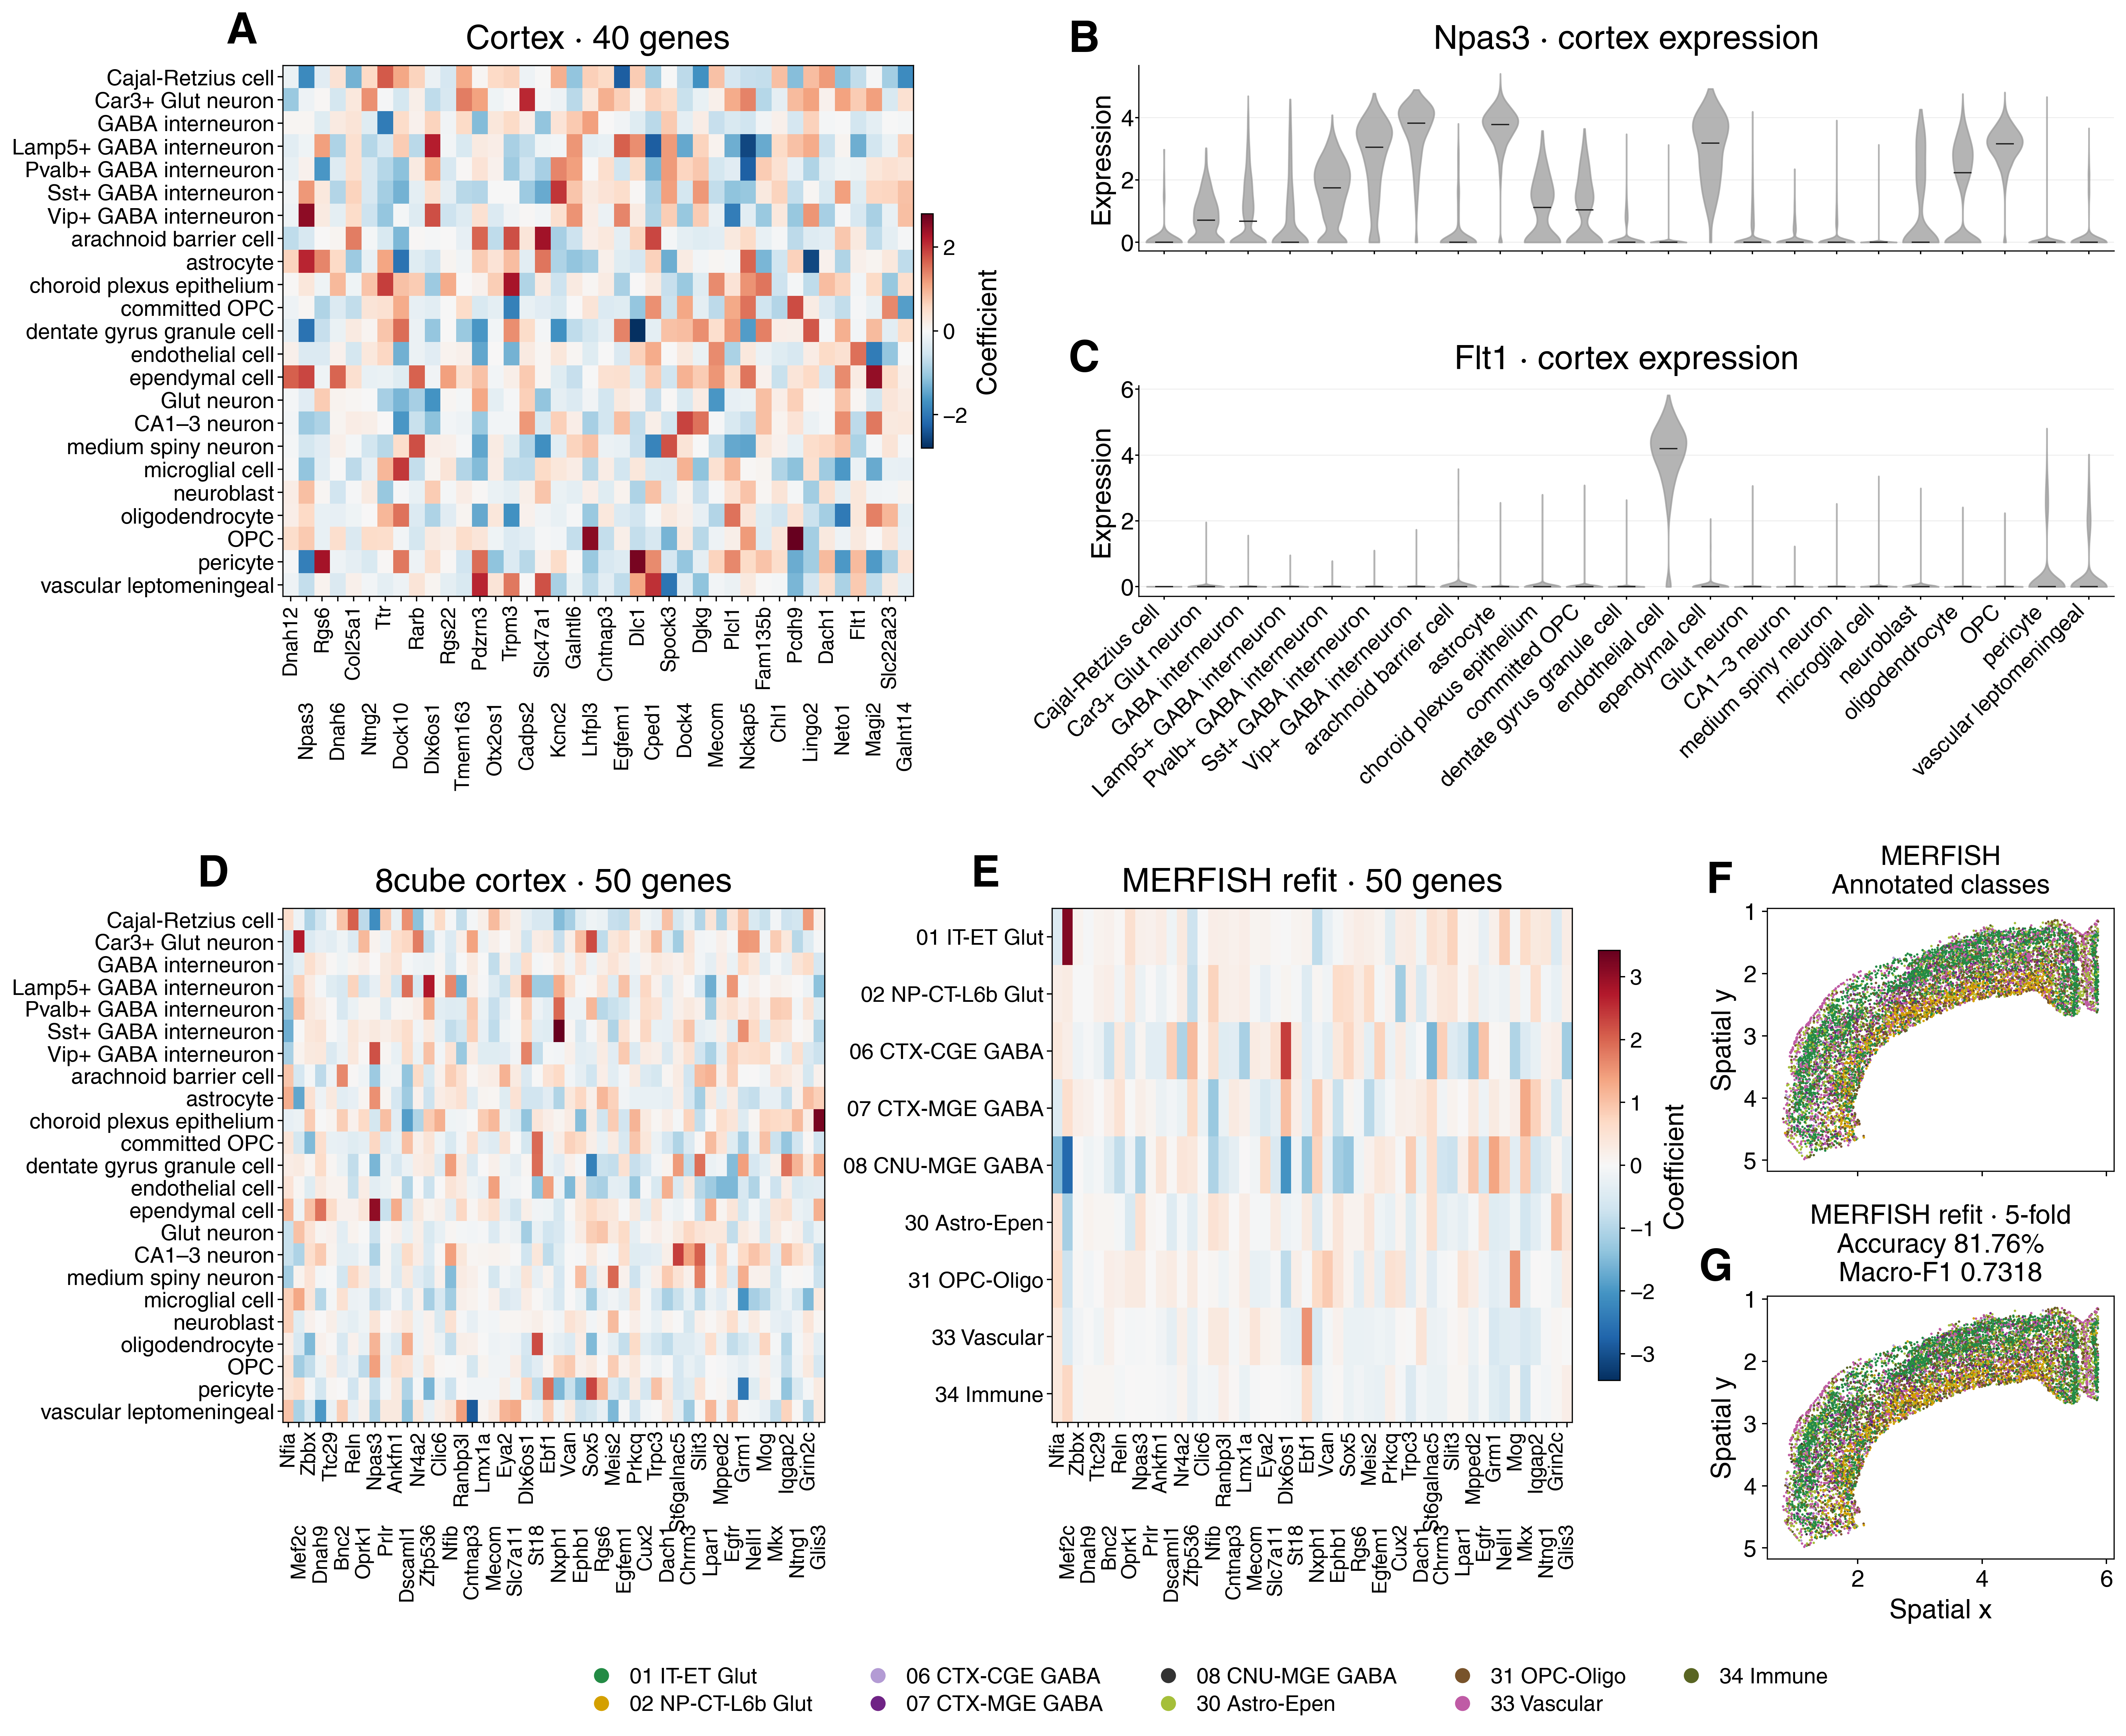 A
Cortex · 40 genes
Cajal-Retzius cell
Car3+ Glut neuron
GABA interneuron
Lamp5+ GABA interneuron
Pvalb+ GABA interneuron
Sst+ GABA interneuron
Vip+ GABA interneuron
arachnoid barrier cell
astrocyte
choroid plexus epithelium
committed OPC
dentate gyrus granule cell
endothelial cell
ependymal cell
Glut neuron
CA1–3 neuron
medium spiny neuron
microglial cell
neuroblast
oligodendrocyte
OPC
pericyte
vascular leptomeningeal
Dnah12 Rgs6 Col25a1 Ttr Rarb Rgs22 Pdzrn3 Trpm3 Slc47a1 Galntl6 Cntnap3 Dlc1 Spock3 Dgkg Plcl1 Fam135b Pcdh9 Dach1 Flt1 Slc22a23
Npas3 Dnah6 Ntng2 Dock10 Dlx6os1 Tmem163 Otx2os1 Cadps2 Kcnc2 Lhfpl3 Egfem1 Cped1 Dock4 Mecom Nckap5 Chl1 Lingo2 Neto1 Magi2 Galnt14
2
0
−2
Coefficient
B
Npas3 · cortex expression
Expression
4
2
0
C
Flt1 · cortex expression
Expression
6
4
2
0
Cajal-Retzius cell
Car3+ Glut neuron
GABA interneuron
Lamp5+ GABA interneuron
Pvalb+ GABA interneuron
Sst+ GABA interneuron
Vip+ GABA interneuron
arachnoid barrier cell
astrocyte
choroid plexus epithelium
committed OPC
dentate gyrus granule cell
endothelial cell
ependymal cell
Glut neuron
CA1–3 neuron
medium spiny neuron
microglial cell
neuroblast
oligodendrocyte
OPC
pericyte
vascular leptomeningeal
D
8cube cortex · 50 genes
Cajal-Retzius cell
Car3+ Glut neuron
GABA interneuron
Lamp5+ GABA interneuron
Pvalb+ GABA interneuron
Sst+ GABA interneuron
Vip+ GABA interneuron
arachnoid barrier cell
astrocyte
choroid plexus epithelium
committed OPC
dentate gyrus granule cell
endothelial cell
ependymal cell
Glut neuron
CA1–3 neuron
medium spiny neuron
microglial cell
neuroblast
oligodendrocyte
OPC
pericyte
vascular leptomeningeal
Nfia Zbbx Ttc29 Reln Npas3 Ankfn1 Nr4a2 Clic6 Ranbp3l Lmx1a Eya2 Dlx6os1 Ebf1 Vcan Sox5 Meis2 Prkcq Trpc3 St6galnac5 Slit3 Mpped2 Grm1 Mog Iqgap2 Grin2c
Mef2c Dnah9 Bnc2 Oprk1 Prlr Dscaml1 Zfp536 Nfib Cntnap3 Mecom Slc7a11 St18 Nxph1 Ephb1 Rgs6 Egfem1 Cux2 Dach1 Chrm3 Lpar1 Egfr Nell1 Mkx Ntng1 Glis3
E
MERFISH refit · 50 genes
01 IT-ET Glut
02 NP-CT-L6b Glut
06 CTX-CGE GABA
07 CTX-MGE GABA
08 CNU-MGE GABA
30 Astro-Epen
31 OPC-Oligo
33 Vascular
34 Immune
Nfia Zbbx Ttc29 Reln Npas3 Ankfn1 Nr4a2 Clic6 Ranbp3l Lmx1a Eya2 Dlx6os1 Ebf1 Vcan Sox5 Meis2 Prkcq Trpc3 St6galnac5 Slit3 Mpped2 Grm1 Mog Iqgap2 Grin2c
Mef2c Dnah9 Bnc2 Oprk1 Prlr Dscaml1 Zfp536 Nfib Cntnap3 Mecom Slc7a11 St18 Nxph1 Ephb1 Rgs6 Egfem1 Cux2 Dach1 Chrm3 Lpar1 Egfr Nell1 Mkx Ntng1 Glis3
3
2
1
0
−1
−2
−3
Coefficient
F
MERFISH
Annotated classes
Spatial y
1
2
3
4
5
G
MERFISH refit · 5-fold
Accuracy 81.76%
Macro-F1 0.7318
Spatial y
1
2
3
4
5
2 4 6
Spatial x
01 IT-ET Glut
02 NP-CT-L6b Glut
06 CTX-CGE GABA
07 CTX-MGE GABA
08 CNU-MGE GABA
30 Astro-Epen
31 OPC-Oligo
33 Vascular
34 Immune